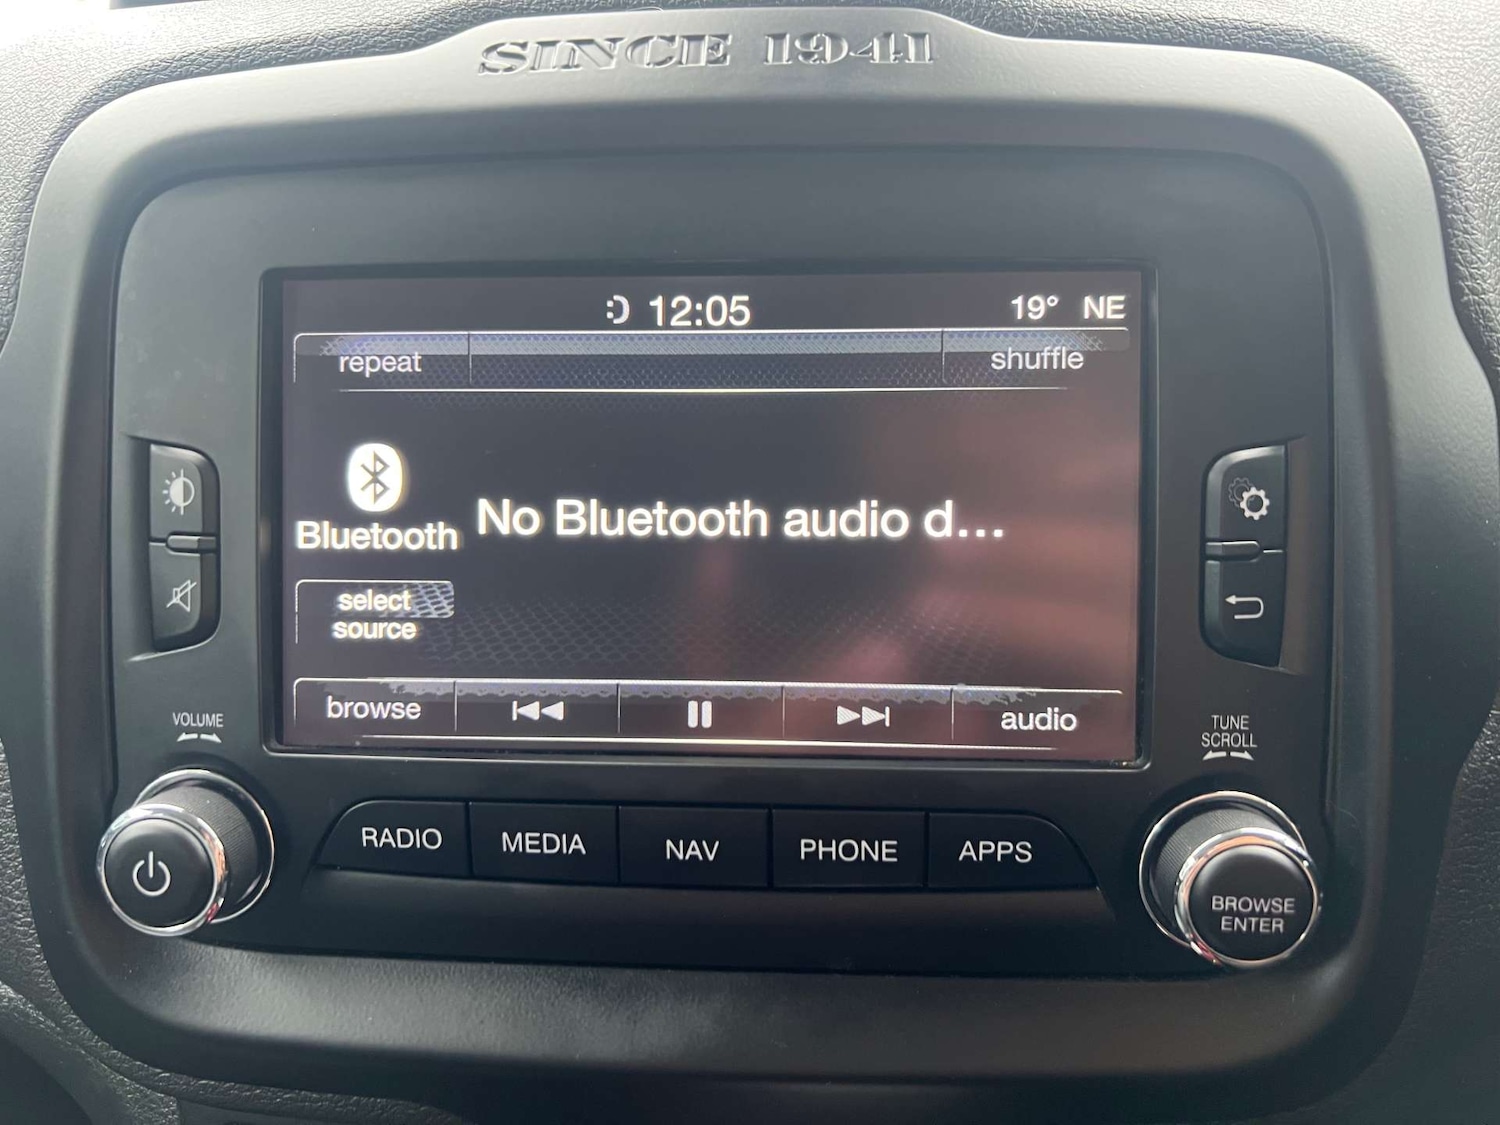 SINCE 1941
12:05
19° NE
repeat
shuffle
Bluetooth
No Bluetooth audio d...
select
source
browse
audio
VOLUME
TUNE
SCROLL
RADIO
MEDIA
NAV
PHONE
APPS
BROWSE
ENTER